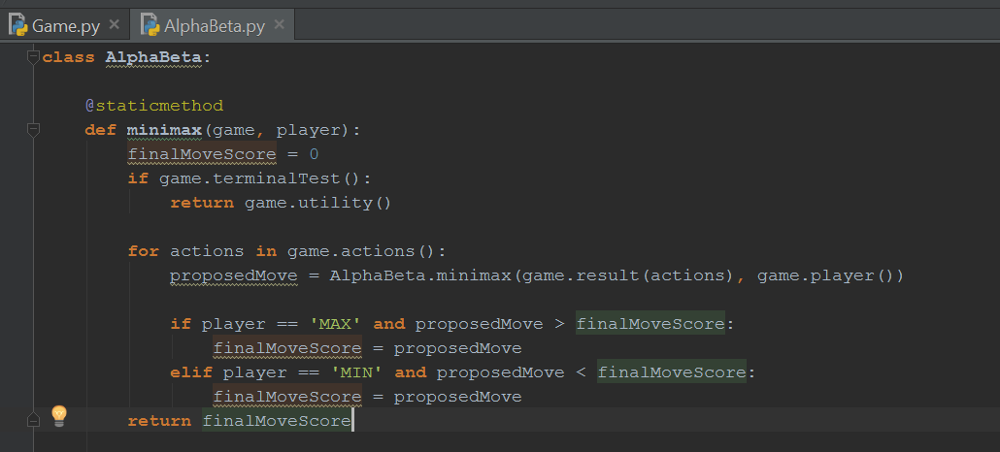 Game.py × AlphaBeta.py ×
class AlphaBeta:
    @staticmethod
    def minimax(game, player):
        finalMoveScore = 0
        if game.terminalTest():
            return game.utility()
        for actions in game.actions():
            proposedMove = AlphaBeta.minimax(game.result(actions), game.player())
            if player == 'MAX' and proposedMove > finalMoveScore:
                finalMoveScore = proposedMove
            elif player == 'MIN' and proposedMove < finalMoveScore:
                finalMoveScore = proposedMove
        return finalMoveScore